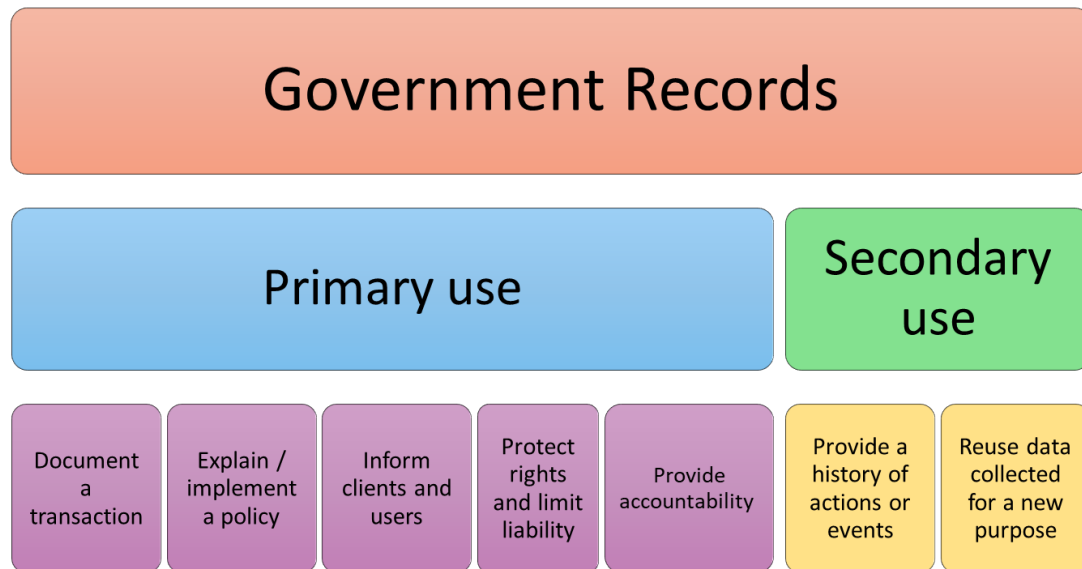 Government Records
Primary use
Secondary
use
Document
a
transaction
Explain /
implement
a policy
Inform
clients and
users
Protect
rights
and limit
liability
Provide
accountability
Provide a
history of
actions or
events
Reuse data
collected
for a new
purpose